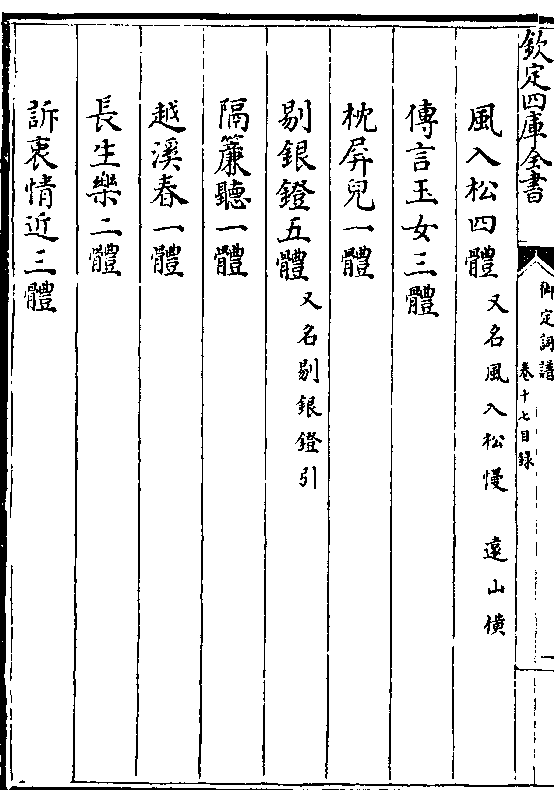 欽定四庫全書
御定詞譜
卷十七目錄
風入松四體 又名風入松慢 遠山橫
傳言玉女三體
枕屏兒一體
剔銀鐙五體 又名剔銀鐙引
隔簾聽一體
越溪春一體
長生樂二體
訴衷情近三體